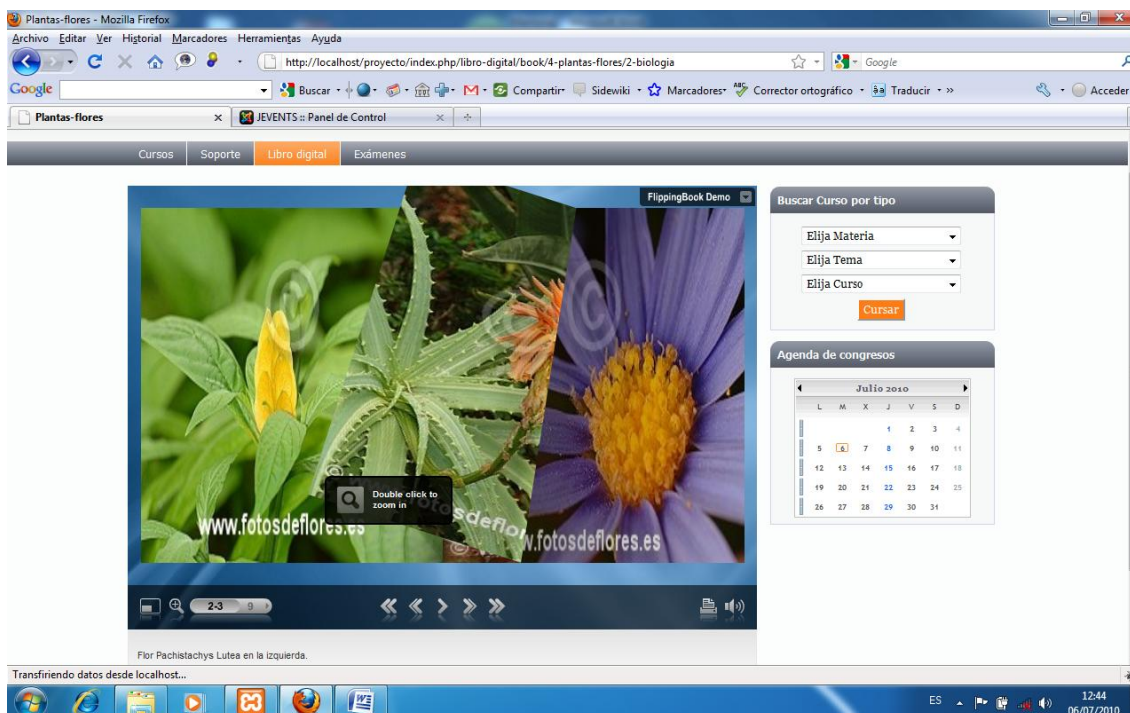 Plantas-flores - Mozilla Firefox
Archivo Editar Ver Historial Marcadores Herramientas Ayuda
http://localhost/proyecto/index.php/libro-digital/book/4-plantas-flores/2-biologia
Google
Google Buscar Compartir Sidewiki Marcadores Corrector ortográfico Traducir Acceder
Plantas-flores JEVENTS :: Panel de Control
Cursos Soporte Libro digital Exámenes
FlippingBook Demo
Buscar Curso por tipo
Elija Materia
Elija Tema
Elija Curso
Cursar
Agenda de congresos
Julio 2010
L M X J V S D
1 2 3 4
5 6 7 8 9 10 11
12 13 14 15 16 17 18
19 20 21 22 23 24 25
26 27 28 29 30 31
Double click to
zoom in
www.fotosdeflores.es
w.fotosdeflores.es
2-3 9
Flor Pachistachys Lutea en la izquierda.
Transfiriendo datos desde localhost...
ES
12:44
06/07/2010